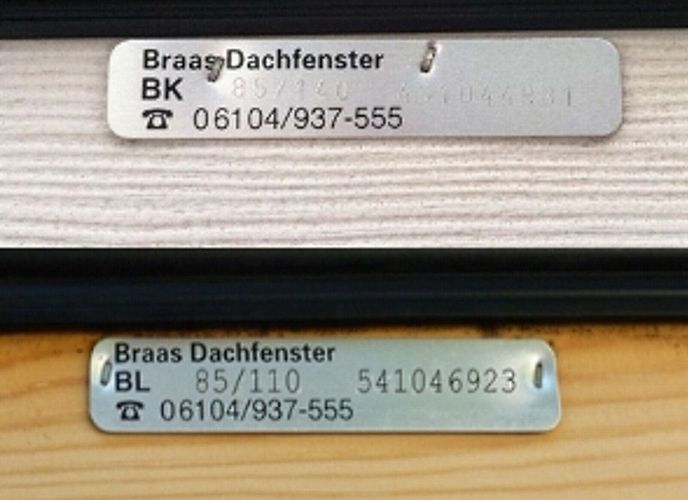 Braas Dachfenster
BK 85/140
☎ 06104/937-555
Braas Dachfenster
BL 85/110 541046923
☎ 06104/937-555